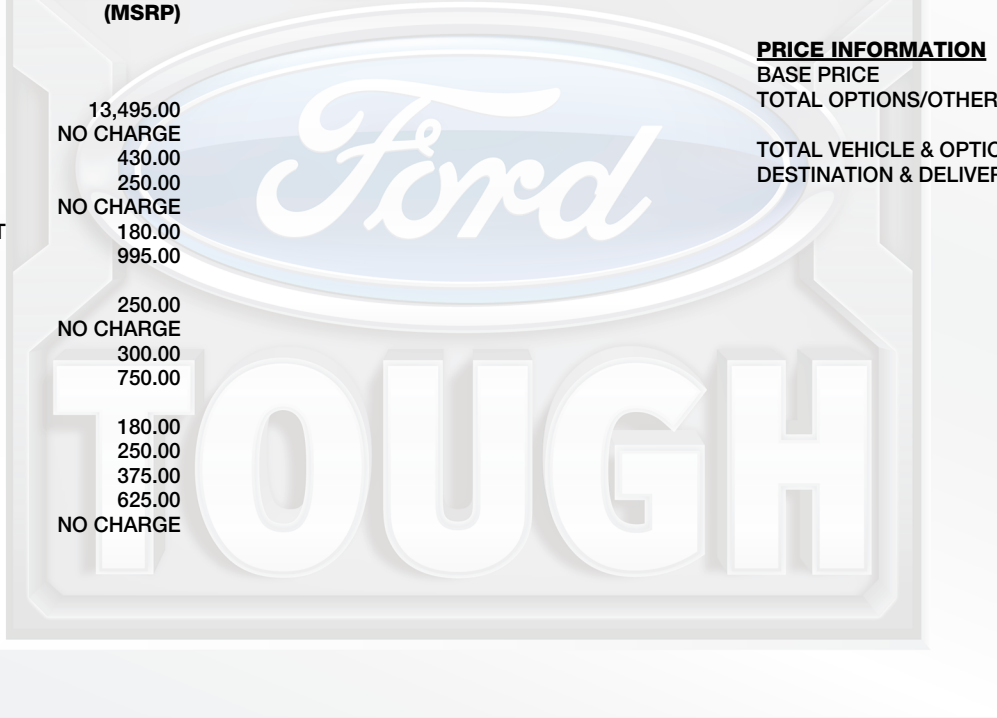 (MSRP)
13,495.00
NO CHARGE
430.00
250.00
NO CHARGE
T 180.00
995.00
250.00
NO CHARGE
300.00
750.00
180.00
250.00
375.00
625.00
NO CHARGE
PRICE INFORMATION
BASE PRICE
TOTAL OPTIONS/OTHER
TOTAL VEHICLE & OPTIO
DESTINATION & DELIVER
Ford
TOUGH